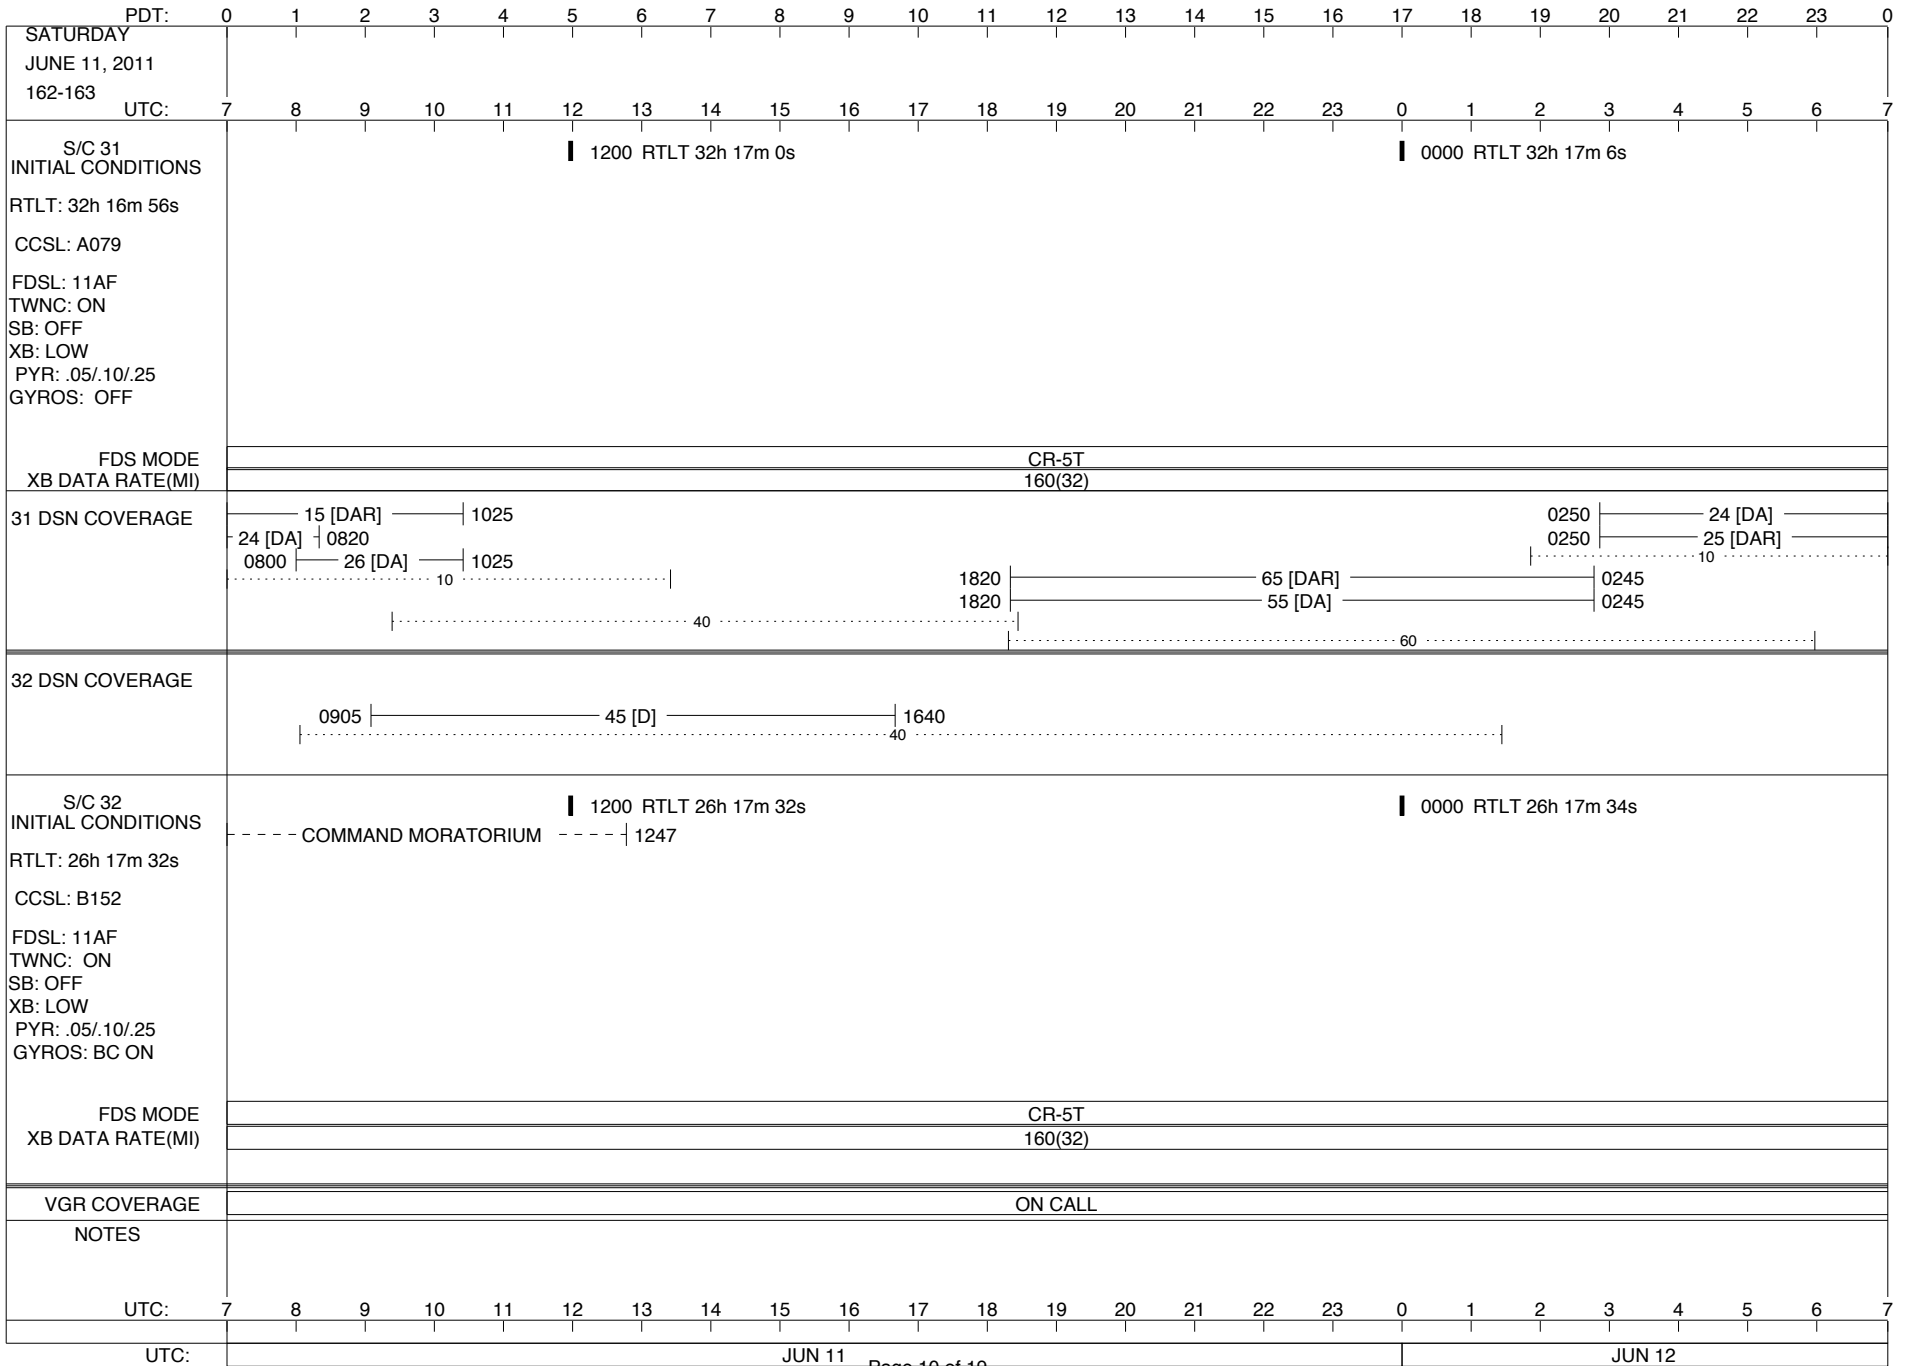 PDT: 0 1 2 3 4 5 6 7 8 9 10 11 12 13 14 15 16 17 18 19 20 21 22 23 0
SATURDAY
JUNE 11, 2011
162-163
UTC: 7 8 9 10 11 12 13 14 15 16 17 18 19 20 21 22 23 0 1 2 3 4 5 6 7
S/C 31
INITIAL CONDITIONS
1200 RTLT 32h 17m 0s
0000 RTLT 32h 17m 6s
RTLT: 32h 16m 56s
CCSL: A079
FDSL: 11AF
TWNC: ON
SB: OFF
XB: LOW
PYR: .05/.10/.25
GYROS: OFF
FDS MODE CR-5T
XB DATA RATE(MI) 160(32)
31 DSN COVERAGE
15 [DAR] 1025
0250 24 [DA]
24 [DA] 0820
0250 25 [DAR]
0800 26 [DA] 1025
10
10
1820 65 [DAR] 0245
1820 55 [DA] 0245
40
60
32 DSN COVERAGE
0905 45 [D] 1640
40
S/C 32
INITIAL CONDITIONS
1200 RTLT 26h 17m 32s
0000 RTLT 26h 17m 34s
COMMAND MORATORIUM 1247
RTLT: 26h 17m 32s
CCSL: B152
FDSL: 11AF
TWNC: ON
SB: OFF
XB: LOW
PYR: .05/.10/.25
GYROS: BC ON
FDS MODE CR-5T
XB DATA RATE(MI) 160(32)
VGR COVERAGE ON CALL
NOTES
UTC: 7 8 9 10 11 12 13 14 15 16 17 18 19 20 21 22 23 0 1 2 3 4 5 6 7
UTC: JUN 11 JUN 12